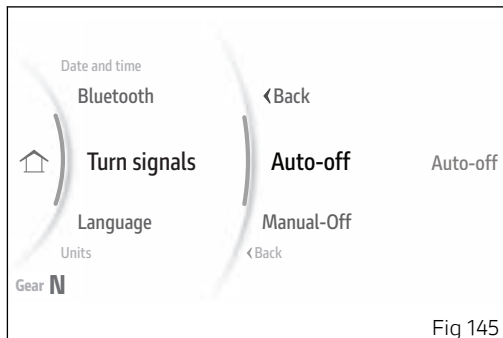 Date and time
Bluetooth ‹Back
Turn signals Auto-off Auto-off
Language Manual-Off
Units ‹Back
Gear N
Fig 145